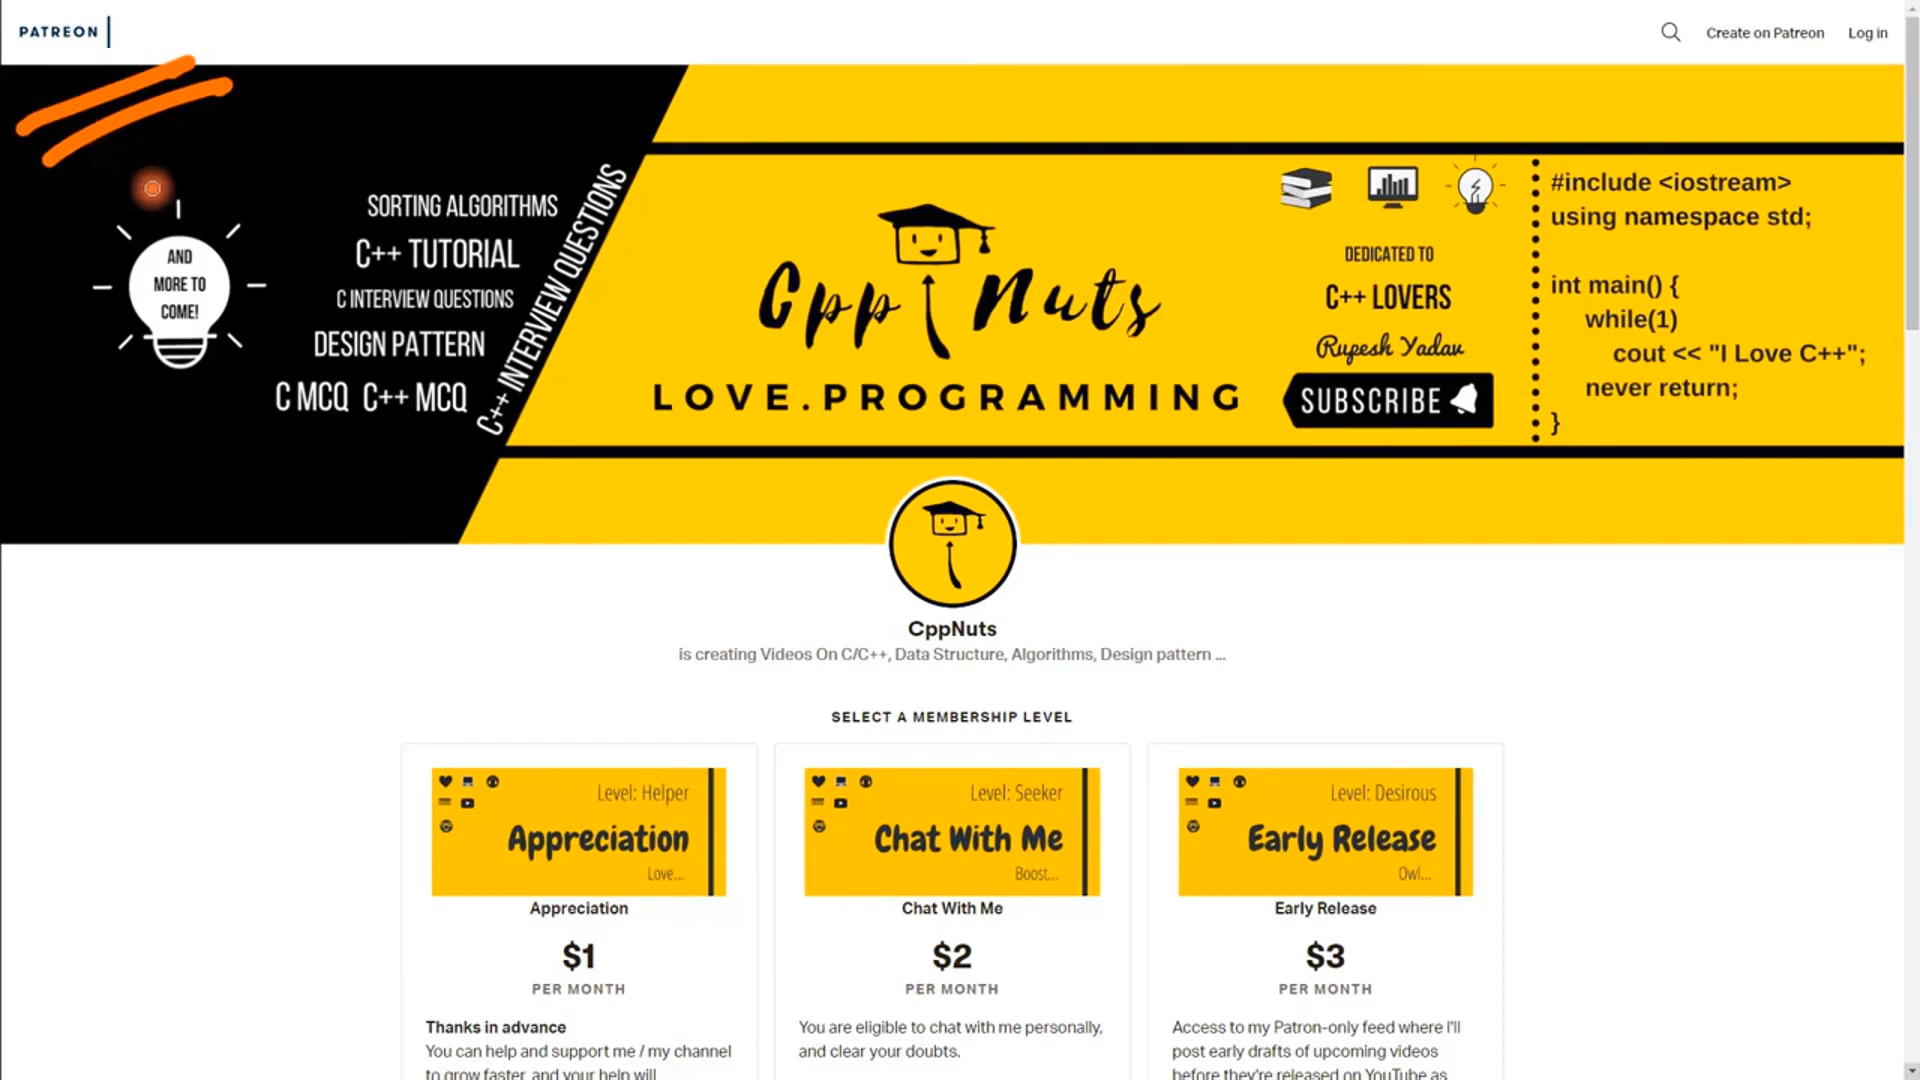 PATREON
Create on Patreon
Log in
SORTING ALGORITHMS
C++ TUTORIAL
C INTERVIEW QUESTIONS
DESIGN PATTERN
C MCQ C++ MCQ
C++ INTERVIEW QUESTIONS
AND
MORE TO
COME!
Cpp Nuts
LOVE.PROGRAMMING
DEDICATED TO
C++ LOVERS
Rupesh Yadav
SUBSCRIBE
#include <iostream>
using namespace std;
int main() {
while(1)
cout << "I Love C++";
never return;
}
CppNuts
is creating Videos On C/C++, Data Structure, Algorithms, Design pattern ...
SELECT A MEMBERSHIP LEVEL
Level: Helper
Appreciation
Love...
Appreciation
$1
PER MONTH
Thanks in advance
You can help and support me / my channel
to grow faster, and your help will
Level: Seeker
Chat With Me
Boost...
Chat With Me
$2
PER MONTH
You are eligible to chat with me personally,
and clear your doubts.
Level: Desirous
Early Release
Owl...
Early Release
$3
PER MONTH
Access to my Patron-only feed where I'll
post early drafts of upcoming videos
before they're released on YouTube as